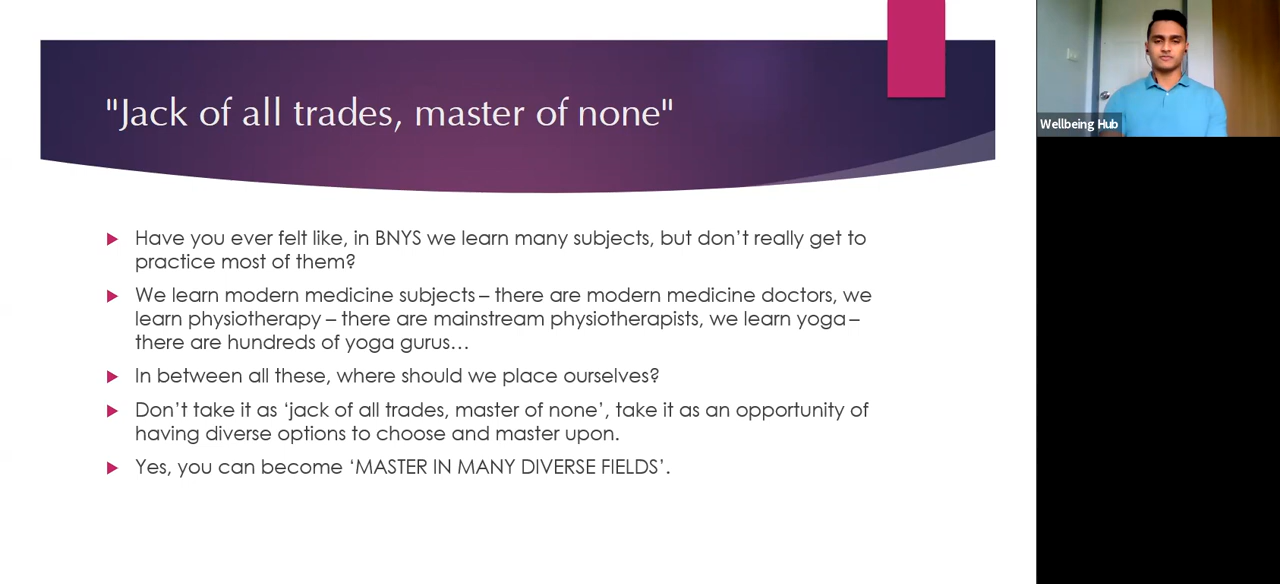 "Jack of all trades, master of none"
Have you ever felt like, in BNYS we learn many subjects, but don’t really get to
practice most of them?
We learn modern medicine subjects – there are modern medicine doctors, we
learn physiotherapy – there are mainstream physiotherapists, we learn yoga –
there are hundreds of yoga gurus…
In between all these, where should we place ourselves?
Don’t take it as ‘jack of all trades, master of none’, take it as an opportunity of
having diverse options to choose and master upon.
Yes, you can become ‘MASTER IN MANY DIVERSE FIELDS’.
Wellbeing Hub